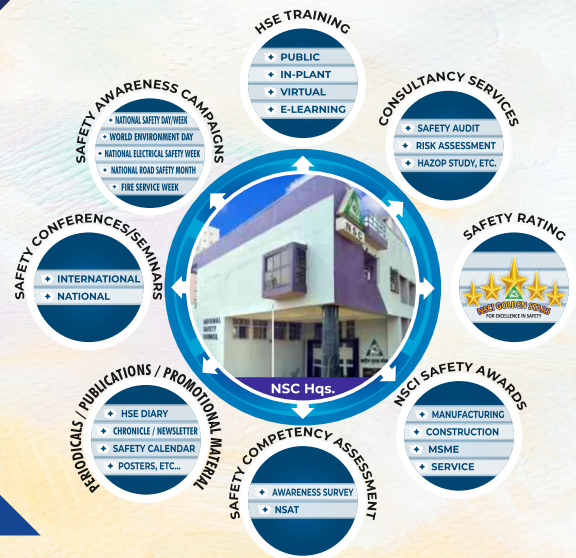 HSE TRAINING
PUBLIC
IN-PLANT
VIRTUAL
E-LEARNING
CONSULTANCY SERVICES
SAFETY AUDIT
RISK ASSESSMENT
HAZOP STUDY, ETC.
SAFETY RATING
NSCI GOLDEN STARS
FOR EXCELLENCE IN SAFETY
NSCI SAFETY AWARDS
MANUFACTURING
CONSTRUCTION
MSME
SERVICE
SAFETY COMPETENCY ASSESSMENT
AWARENESS SURVEY
NSAT
PERIODICALS / PUBLICATIONS / PROMOTIONAL MATERIAL
HSE DIARY
CHRONICLE / NEWSLETTER
SAFETY CALENDAR
POSTERS, ETC...
SAFETY CONFERENCES/SEMINARS
INTERNATIONAL
NATIONAL
SAFETY AWARENESS CAMPAIGNS
NATIONAL SAFETY DAY/WEEK
WORLD ENVIRONMENT DAY
NATIONAL ELECTRICAL SAFETY WEEK
NATIONAL ROAD SAFETY MONTH
FIRE SERVICE WEEK
NSC
NATIONAL
SAFETY
COUNCIL
NSC Hqs.